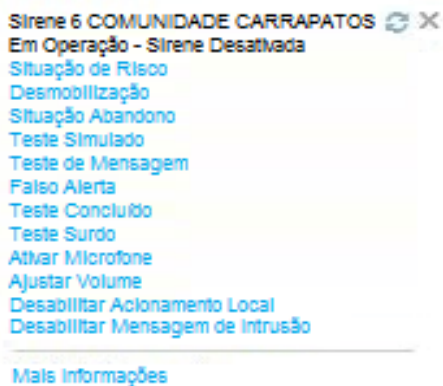 Sirene 6 COMUNIDADE CARRAPATOS
Em Operação - Sirene Desativada
Situação de Risco
Desmobilização
Situação Abandono
Teste Simulado
Teste de Mensagem
Falso Alerta
Teste Concluído
Teste Surdo
Ativar Microfone
Ajustar Volume
Desabilitar Acionamento Local
Desabilitar Mensagem de Intrusão
Mais Informações